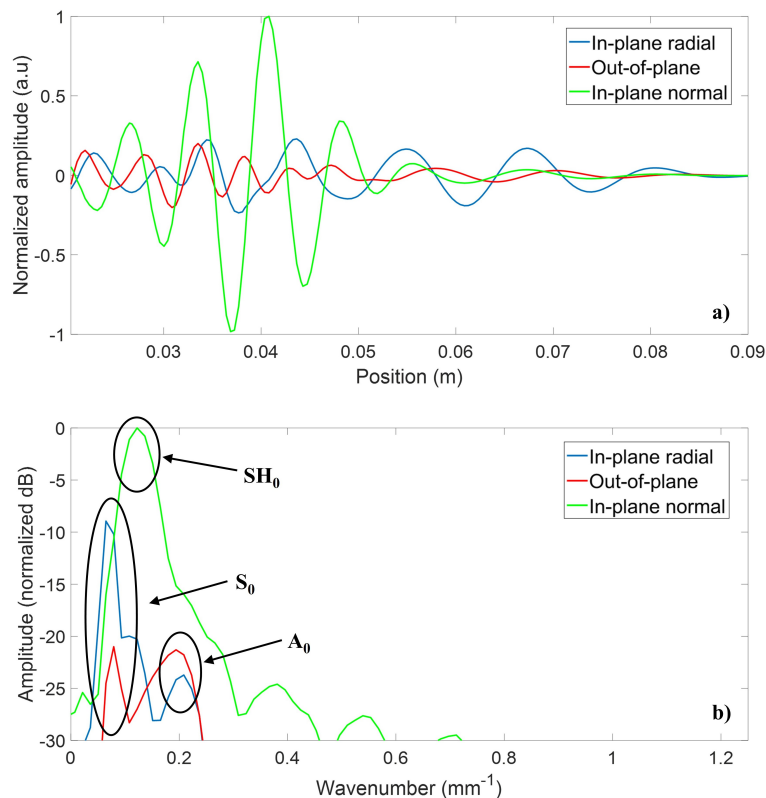 1
0.5
0
-0.5
-1
Normalized amplitude (a.u)
In-plane radial
Out-of-plane
In-plane normal
a)
0.03 0.04 0.05 0.06 0.07 0.08 0.09
Position (m)
0
-5
-10
-15
-20
-25
-30
Amplitude (normalized dB)
In-plane radial
Out-of-plane
In-plane normal
SH₀
S₀
A₀
b)
0 0.2 0.4 0.6 0.8 1 1.2
Wavenumber (mm⁻¹)